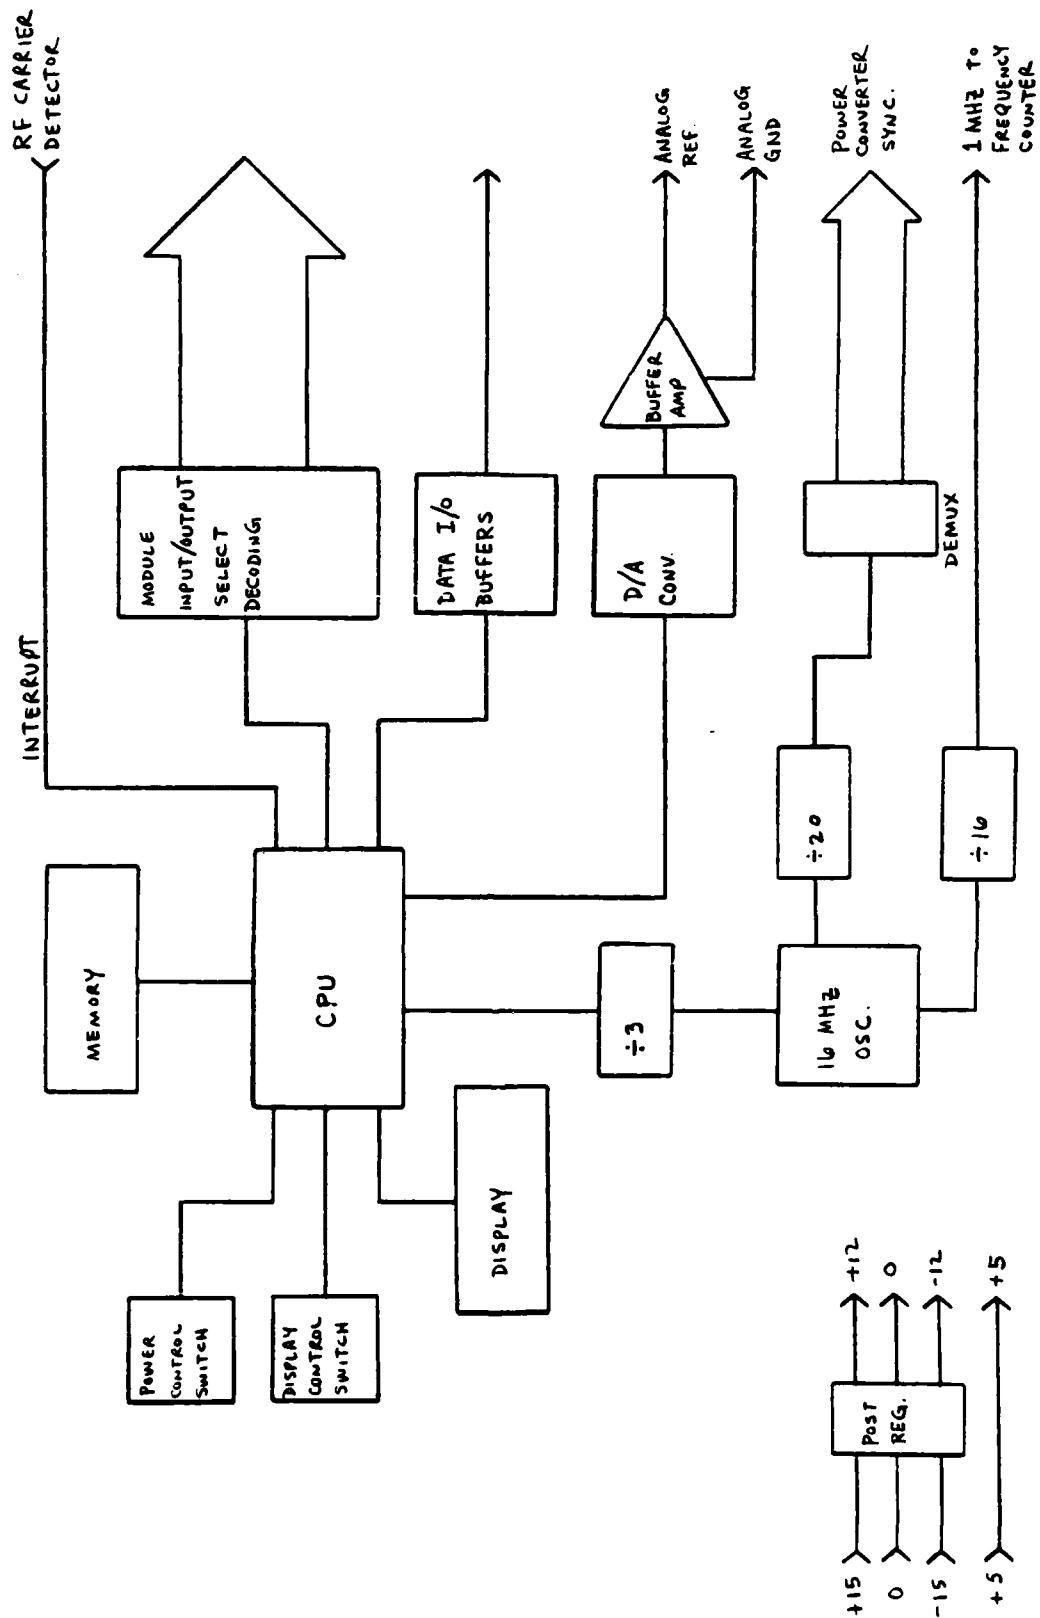 RF CARRIER
DETECTOR
INTERRUPT
MODULE
INPUT/OUTPUT
SELECT
DECODING
DATA I/O
BUFFERS
D/A
CONV.
BUFFER
AMP
ANALOG
REF.
ANALOG
GND
POWER
CONVERTER
SYNC.
1 MHZ TO
FREQUENCY
COUNTER
DEMUX
÷20
÷16
÷3
16 MHZ
OSC.
MEMORY
CPU
POWER
CONTROL
SWITCH
DISPLAY
CONTROL
SWITCH
DISPLAY
+15
0
-15
+5
POST
REG.
+12
0
-12
+5